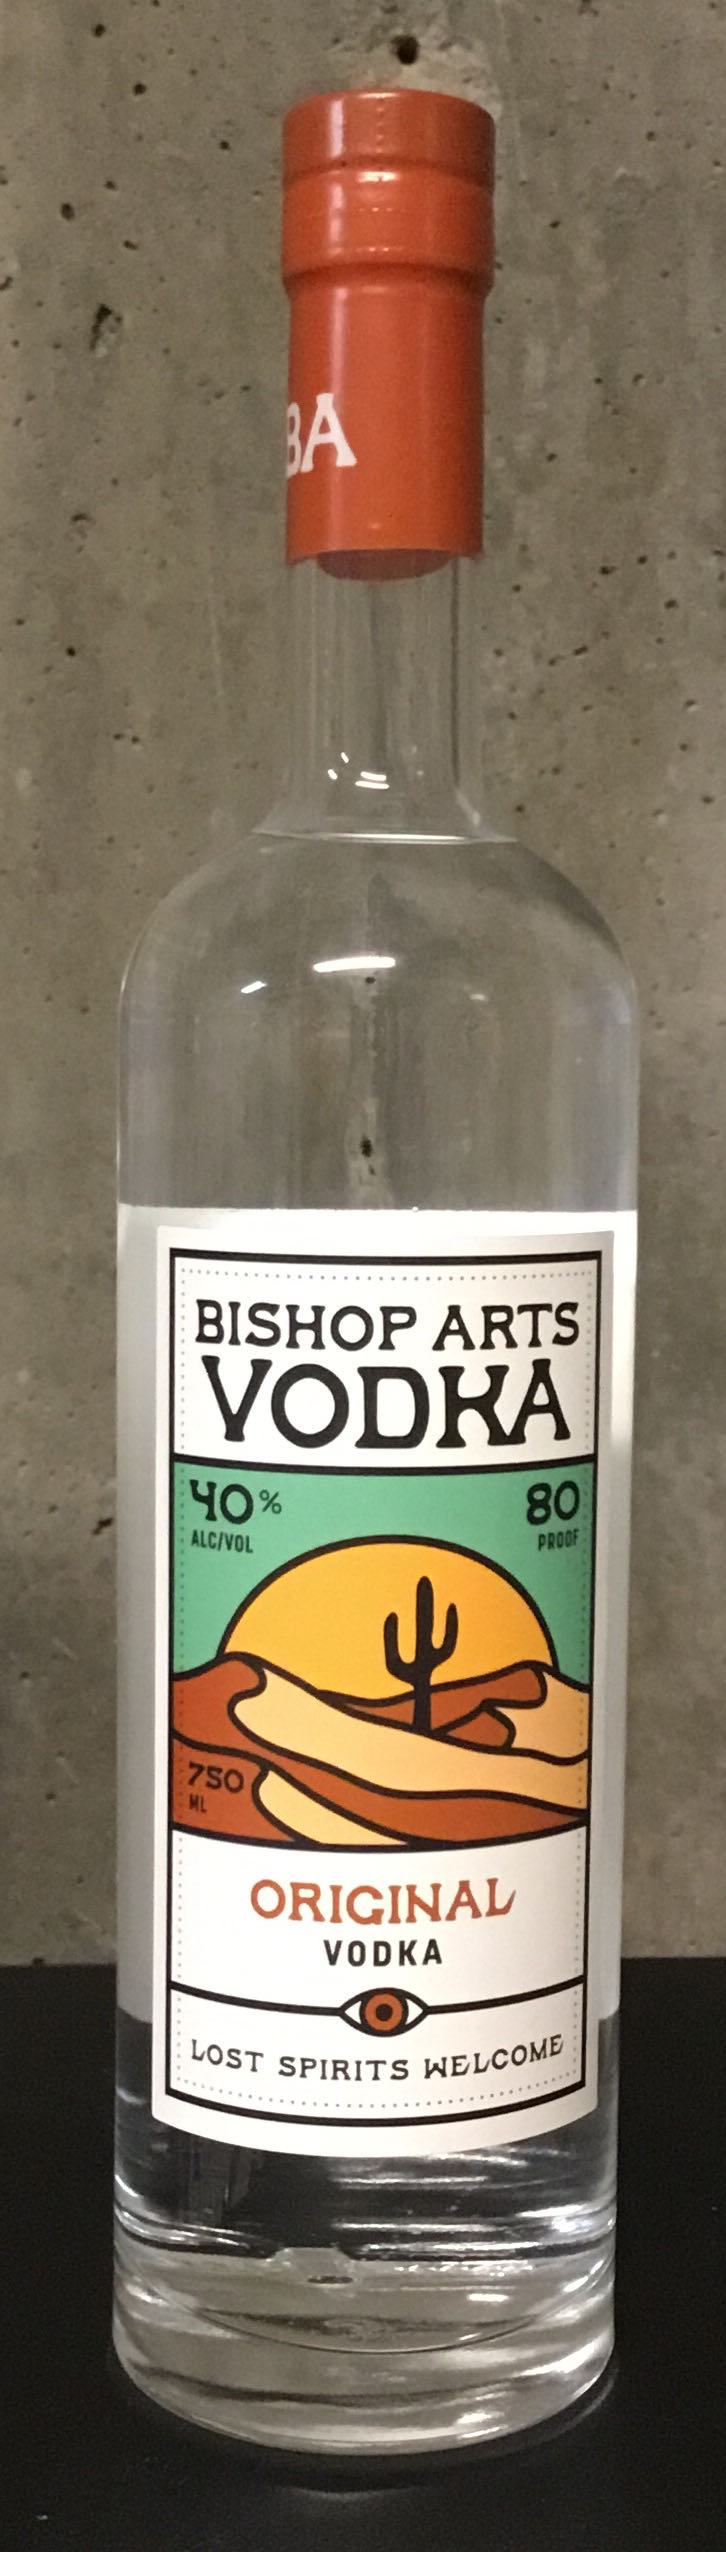 BA
BISHOP ARTS
VODKA
40%
ALC/VOL
80
PROOF
750
ML
ORIGINAL
VODKA
LOST SPIRITS WELCOME